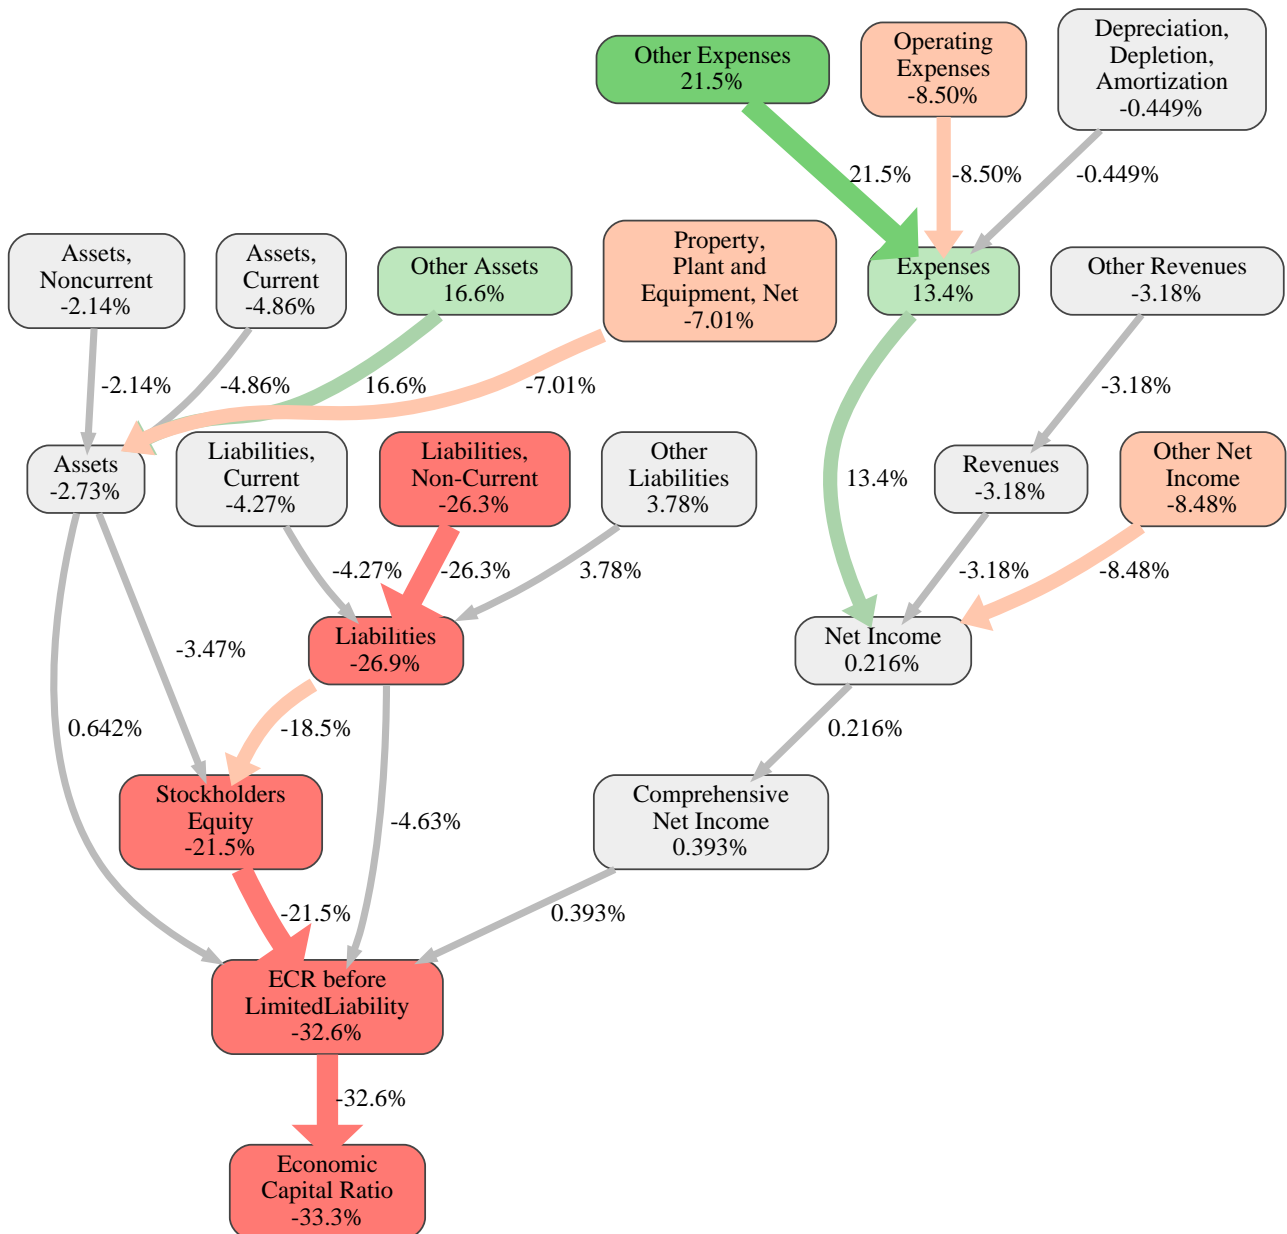 Other Expenses
21.5%
Operating
Expenses
-8.50%
Depreciation,
Depletion,
Amortization
-0.449%
21.5%
-8.50%
-0.449%
Assets,
Noncurrent
-2.14%
Assets,
Current
-4.86%
Other Assets
16.6%
Property,
Plant and
Equipment, Net
-7.01%
Expenses
13.4%
Other Revenues
-3.18%
-2.14%
-4.86%
16.6%
-7.01%
-3.18%
Assets
-2.73%
Liabilities,
Current
-4.27%
Liabilities,
Non-Current
-26.3%
Other
Liabilities
3.78%
13.4%
Revenues
-3.18%
Other Net
Income
-8.48%
-4.27%
-26.3%
3.78%
-3.18%
-8.48%
-3.47%
Liabilities
-26.9%
Net Income
0.216%
0.642%
-18.5%
0.216%
Stockholders
Equity
-21.5%
-4.63%
Comprehensive
Net Income
0.393%
-21.5%
0.393%
ECR before
LimitedLiability
-32.6%
-32.6%
Economic
Capital Ratio
-33.3%